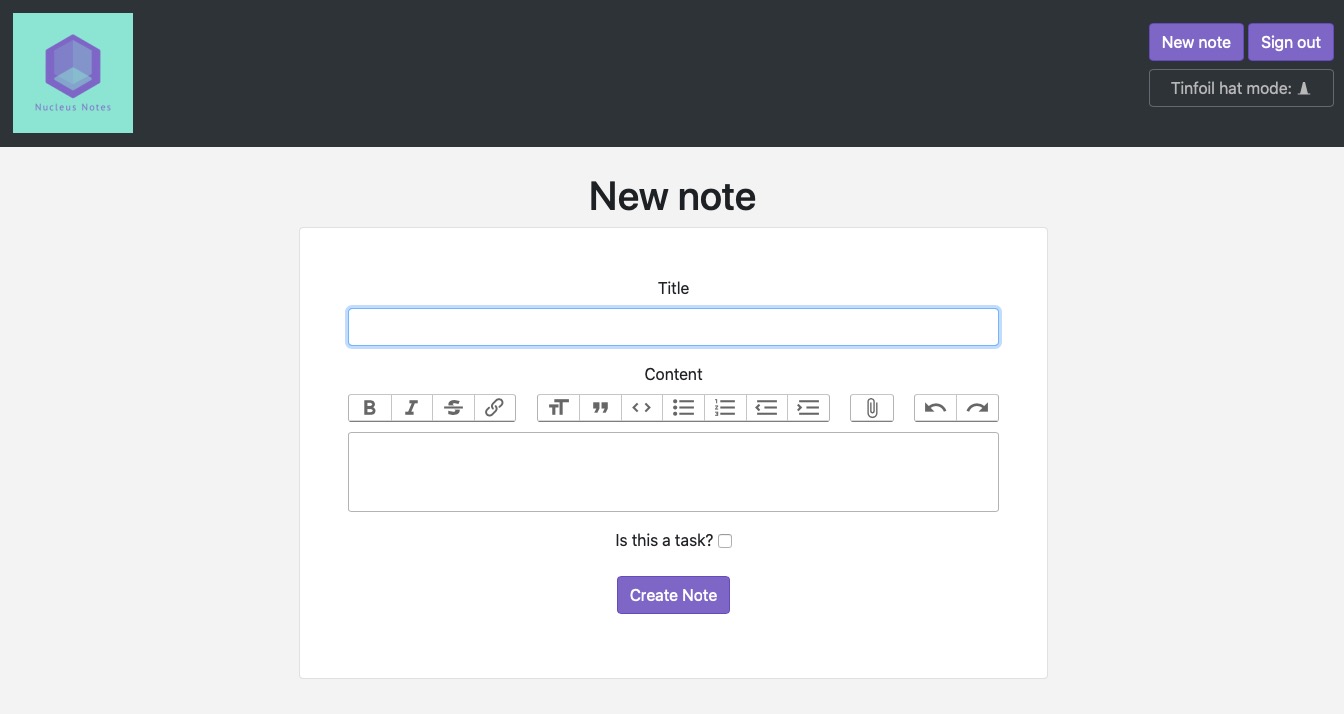 Nucleus Notes
New note
Sign out
Tinfoil hat mode:
New note
Title
Content
Is this a task?
Create Note